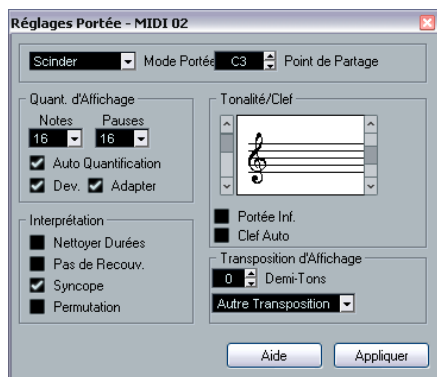 Réglages Portée - MIDI 02
Scinder Mode Portée C3 Point de Partage
Quant. d'Affichage
Notes Pauses
16 16
Auto Quantification
Dev. Adapter
Interprétation
Nettoyer Durées
Pas de Recouv.
Syncope
Permutation
Tonalité/Clef
Portée Inf.
Clef Auto
Transposition d'Affichage
0 Demi-Tons
Autre Transposition
Aide Appliquer